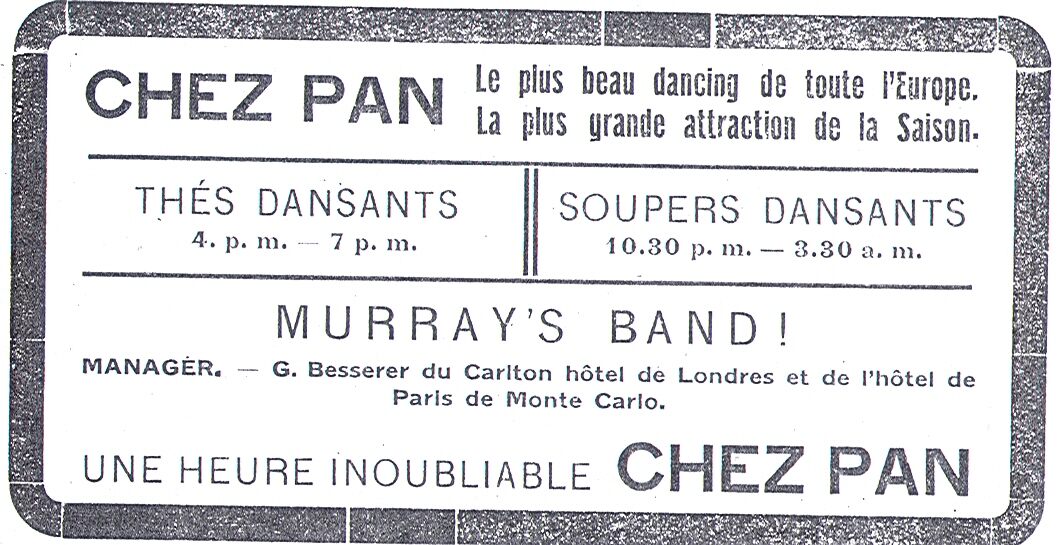 CHEZ PAN
Le plus beau dancing de toute l'Europe.
La plus grande attraction de la Saison.
THÉS DANSANTS
4. p. m. — 7 p. m.
SOUPERS DANSANTS
10.30 p. m. — 3.30 a. m.
MURRAY'S BAND !
MANAGÉR. — G. Besserer du Carlton hôtel de Londres et de l'hôtel de
Paris de Monte Carlo.
UNE HEURE INOUBLIABLE CHEZ PAN